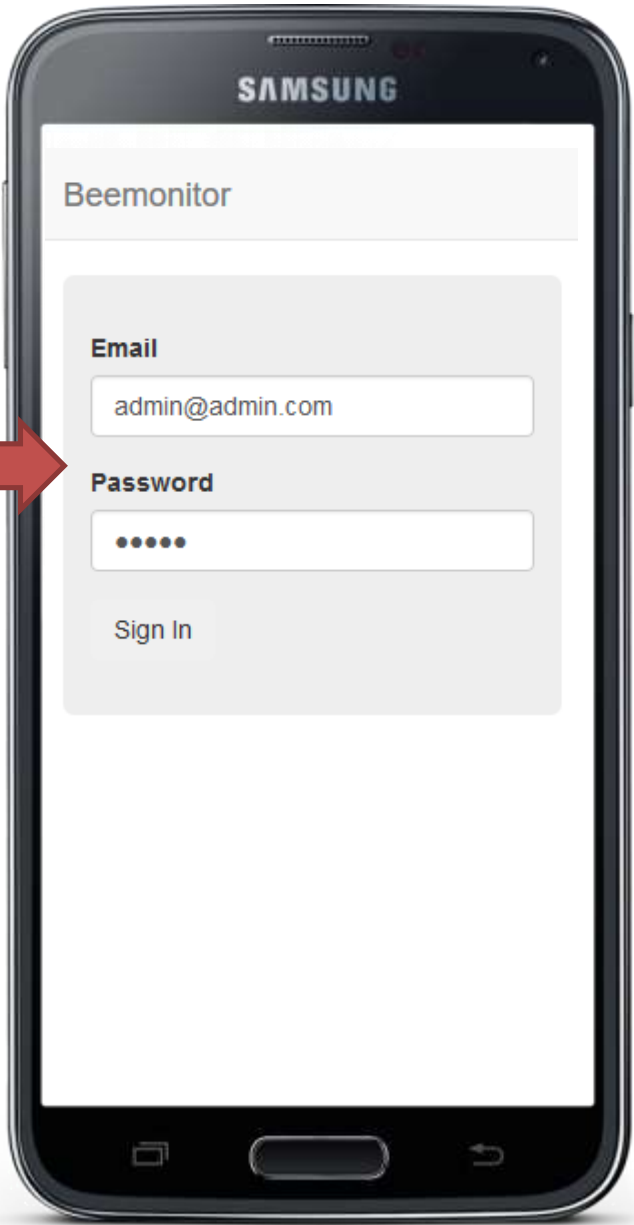 SAMSUNG
Beemonitor
Email
admin@admin.com
Password
•••••
Sign In